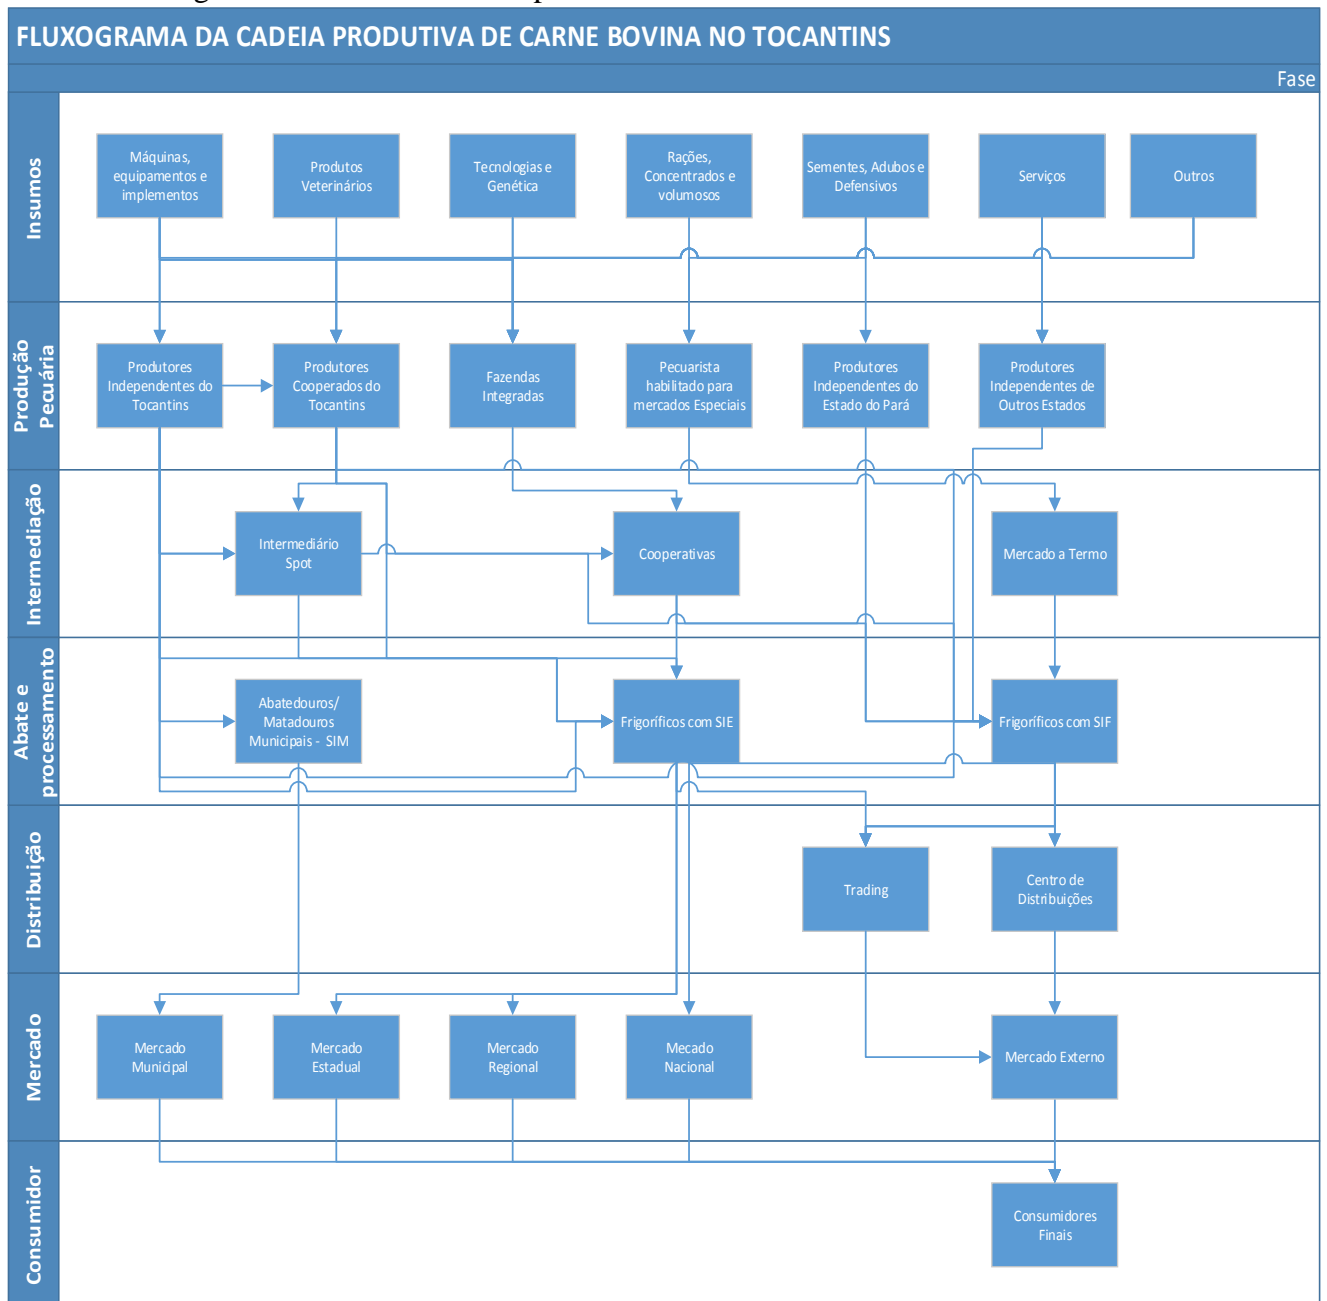 FLUXOGRAMA DA CADEIA PRODUTIVA DE CARNE BOVINA NO TOCANTINS
Fase
Insumos
Máquinas,
equipamentos e
implementos
Produtos
Veterinários
Tecnologias e
Genética
Rações,
Concentrados e
volumosos
Sementes, Adubos e
Defensivos
Serviços
Outros
Produção
Pecuária
Produtores
Independentes do
Tocantins
Produtores
Cooperados do
Tocantins
Fazendas
Integradas
Pecuarista
habilitado para
mercados Especiais
Produtores
Independentes do
Estado do Pará
Produtores
Independentes de
Outros Estados
Intermediação
Intermediário
Spot
Cooperativas
Mercado a Termo
Abate e
processamento
Abatedouros/
Matadouros
Municipais - SIM
Frigoríficos com SIE
Frigoríficos com SIF
Distribuição
Trading
Centro de
Distribuições
Mercado
Mercado
Municipal
Mercado
Estadual
Mercado
Regional
Mecado
Nacional
Mercado Externo
Consumidor
Consumidores
Finais